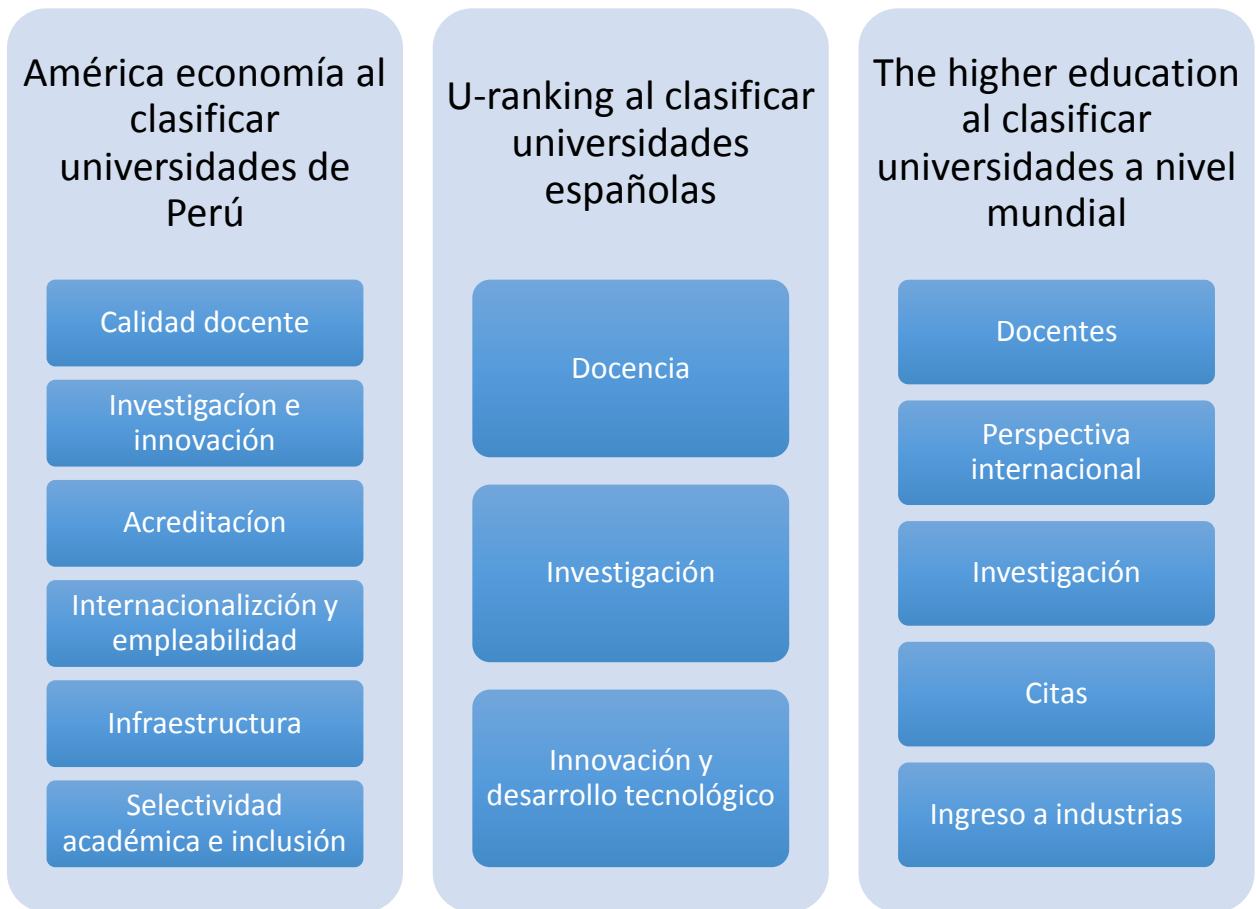 América economía al
clasificar
universidades de
Perú
Calidad docente
Investigacíon e
innovación
Acreditacíon
Internacionalizción y
empleabilidad
Infraestructura
Selectividad
académica e inclusión
U-ranking al clasificar
universidades
españolas
Docencia
Investigación
Innovación y
desarrollo tecnológico
The higher education
al clasificar
universidades a nivel
mundial
Docentes
Perspectiva
internacional
Investigación
Citas
Ingreso a industrias